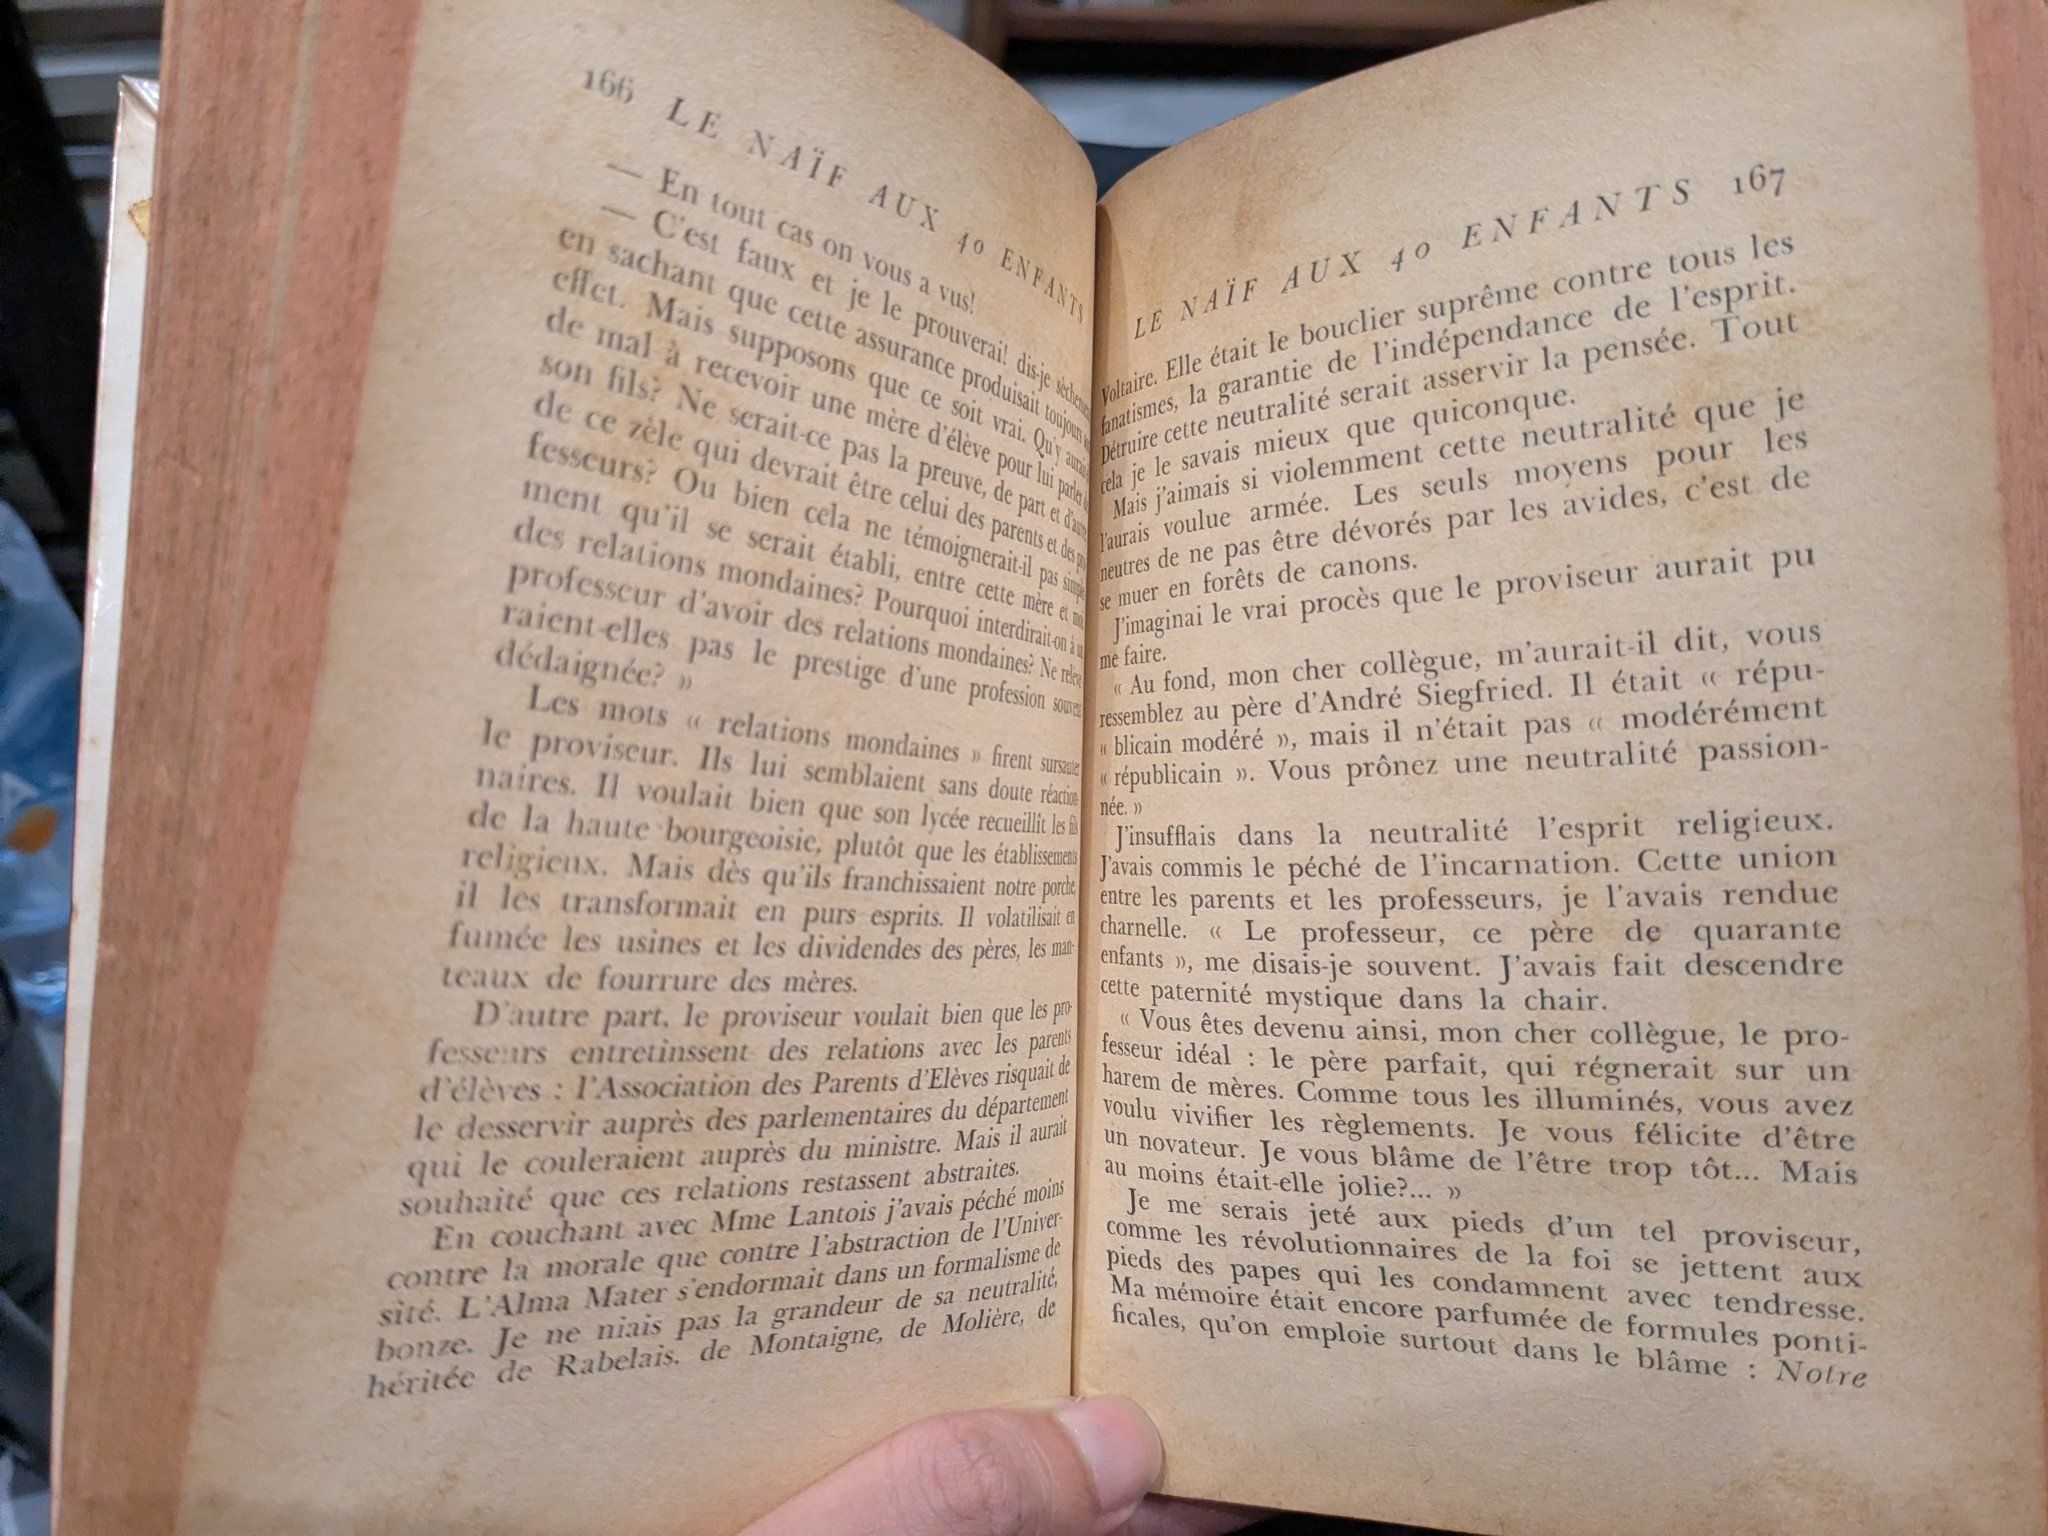 166 LE NAÏF AUX 40 ENFANTS
— En tout cas on vous a vus!
— C'est faux et je le prouverai! dis-je sèchement
en sachant que cette assurance produisait toujours son
effet. Mais supposons que ce soit vrai. Qu'y aurait-il
de mal à recevoir une mère d'élève pour lui parler de
son fils? Ne serait-ce pas la preuve, de part et d'autre,
de ce zèle qui devrait être celui des parents et des pro-
fesseurs? Ou bien cela ne témoignerait-il pas simple-
ment qu'il se serait établi, entre cette mère et moi,
des relations mondaines? Pourquoi interdirait-on à un
professeur d'avoir des relations mondaines? Ne relève-
raient-elles pas le prestige d'une profession souvent
dédaignée? »
Les mots « relations mondaines » firent sursauter
le proviseur. Ils lui semblaient sans doute réaction-
naires. Il voulait bien que son lycée recueillît les fils
de la haute bourgeoisie, plutôt que les établissements
religieux. Mais dès qu'ils franchissaient notre porche,
il les transformait en purs esprits. Il volatilisait en
fumée les usines et les dividendes des pères, les man-
teaux de fourrure des mères.
D'autre part, le proviseur voulait bien que les pro-
fesseurs entretinssent des relations avec les parents
d'élèves : l'Association des Parents d'Elèves risquait de
le desservir auprès des parlementaires du département
qui le couleraient auprès du ministre. Mais il aurait
souhaité que ces relations restassent abstraites.
En couchant avec Mme Lantois j'avais péché moins
contre la morale que contre l'abstraction de l'Univer-
sité. L'Alma Mater s'endormait dans un formalisme de
bonze. Je ne niais pas la grandeur de sa neutralité,
héritée de Rabelais, de Montaigne, de Molière, de
LE NAÏF AUX 40 ENFANTS 167
Voltaire. Elle était le bouclier suprême contre tous les
fanatismes, la garantie de l'indépendance de l'esprit.
Détruire cette neutralité serait asservir la pensée. Tout
cela je le savais mieux que quiconque.
Mais j'aimais si violemment cette neutralité que je
l'aurais voulue armée. Les seuls moyens pour les
neutres de ne pas être dévorés par les avides, c'est de
se muer en forêts de canons.
J'imaginai le vrai procès que le proviseur aurait pu
me faire.
« Au fond, mon cher collègue, m'aurait-il dit, vous
ressemblez au père d'André Siegfried. Il était « répu-
« blicain modéré », mais il n'était pas « modérément
« républicain ». Vous prônez une neutralité passion-
née. »
J'insufflais dans la neutralité l'esprit religieux.
J'avais commis le péché de l'incarnation. Cette union
entre les parents et les professeurs, je l'avais rendue
charnelle. « Le professeur, ce père de quarante
enfants », me disais-je souvent. J'avais fait descendre
cette paternité mystique dans la chair.
« Vous êtes devenu ainsi, mon cher collègue, le pro-
fesseur idéal : le père parfait, qui régnerait sur un
harem de mères. Comme tous les illuminés, vous avez
voulu vivifier les règlements. Je vous félicite d'être
un novateur. Je vous blâme de l'être trop tôt... Mais
au moins était-elle jolie?... »
Je me serais jeté aux pieds d'un tel proviseur,
comme les révolutionnaires de la foi se jettent aux
pieds des papes qui les condamnent avec tendresse.
Ma mémoire était encore parfumée de formules ponti-
ficales, qu'on emploie surtout dans le blâme : Notre